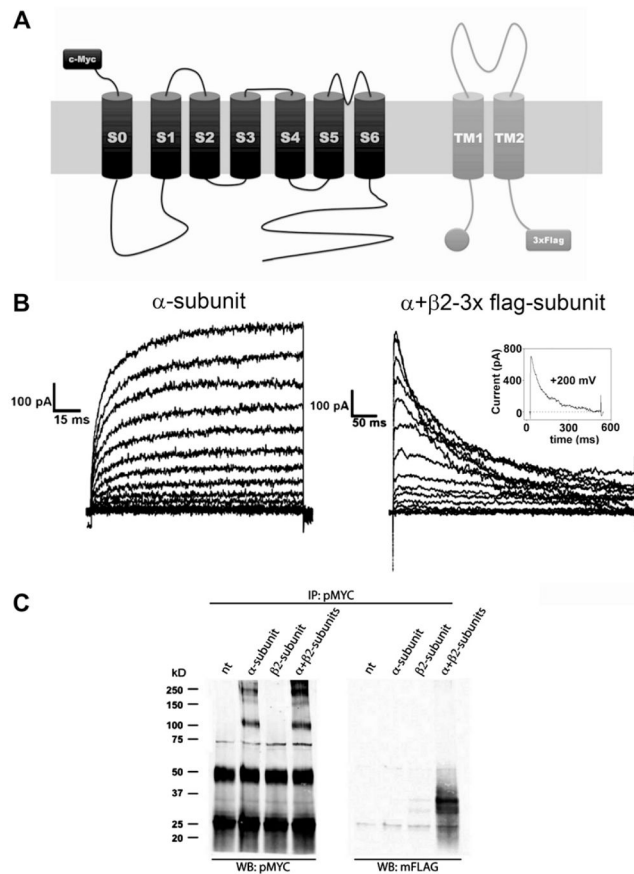 A
c-Myc
S0 S1 S2 S3 S4 S5 S6 TM1 TM2
3xFlag
B
α-subunit
α+β2-3x flag-subunit
100 pA
15 ms
100 pA
50 ms
Current (pA)
800
400
0
+200 mV
0 300 600
time (ms)
C
IP: pMYC
nt
α-subunit
β2-subunit
α+β2-subunits
nt
α-subunit
β2-subunit
α+β2-subunits
kD
250
150
100
75
50
37
25
20
WB: pMYC
WB: mFLAG